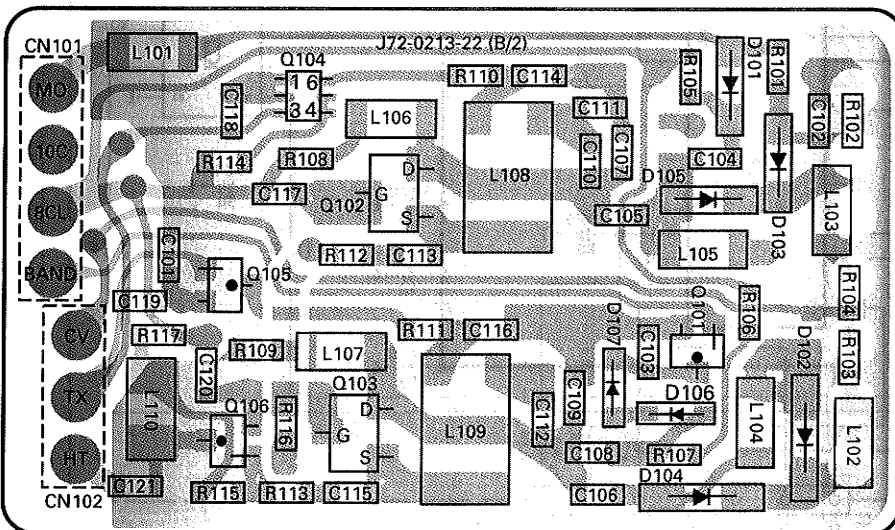 J72-0213-22 (B/2)
CN101
L101
Q104
1 6
3 4
R110
C114
R105
D101
R101
MO
C118
L106
C111
C102
R102
10C
R114
R108
D
L108
C110
C107
C104
D105
C117
Q102
G
S
C105
D103
L103
8CL
R112
C113
L105
BAND
C101
Q105
R104
C119
R106
CV
R117
R111
C116
D107
C103
Q101
D102
R103
R109
L107
C120
L110
TX
Q106
R116
Q103
D
G
S
L109
C112
C109
D106
L104
L102
C108
R107
HT
D104
C121
R115
R113
C115
C106
CN102